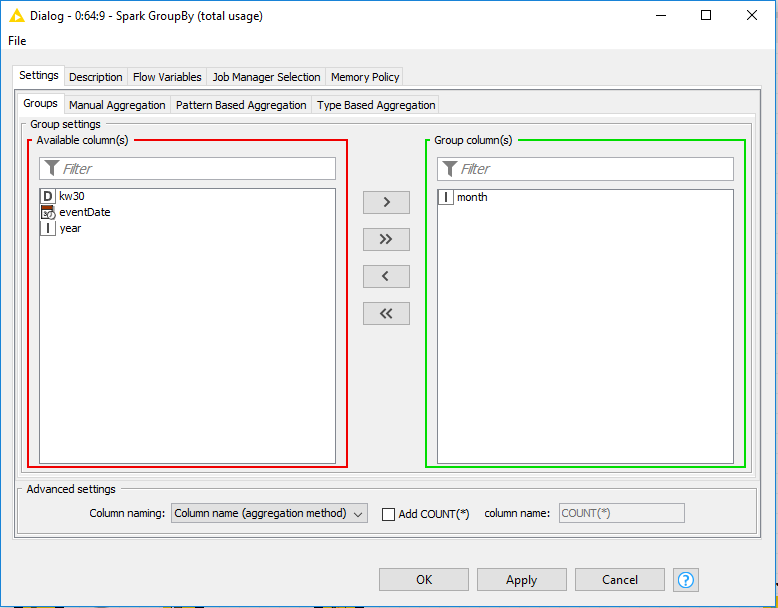 Dialog - 0:64:9 - Spark GroupBy (total usage)
File
Settings Description Flow Variables Job Manager Selection Memory Policy
Groups Manual Aggregation Pattern Based Aggregation Type Based Aggregation
Group settings
Available column(s) Group column(s)
Filter Filter
D kw30 I month
eventDate
I year
>
>>
<
<<
Advanced settings
Column naming: Column name (aggregation method) Add COUNT(*) column name: COUNT(*)
OK Apply Cancel ?